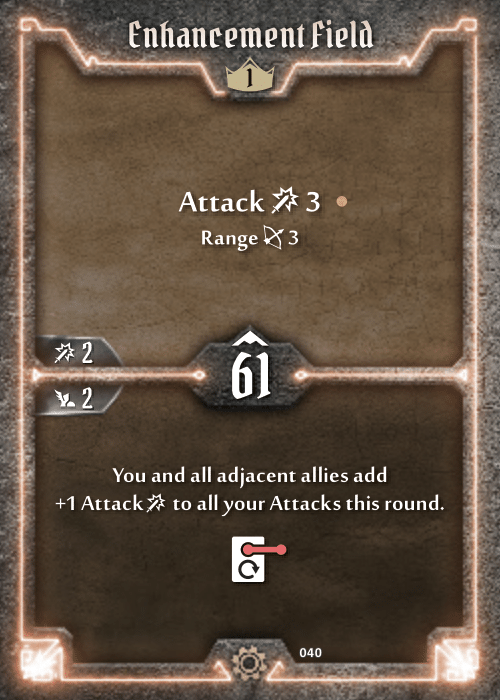 Enhancement Field
1
Attack 3
Range 3
2
61
2
You and all adjacent allies add
+1 Attack to all your Attacks this round.
040